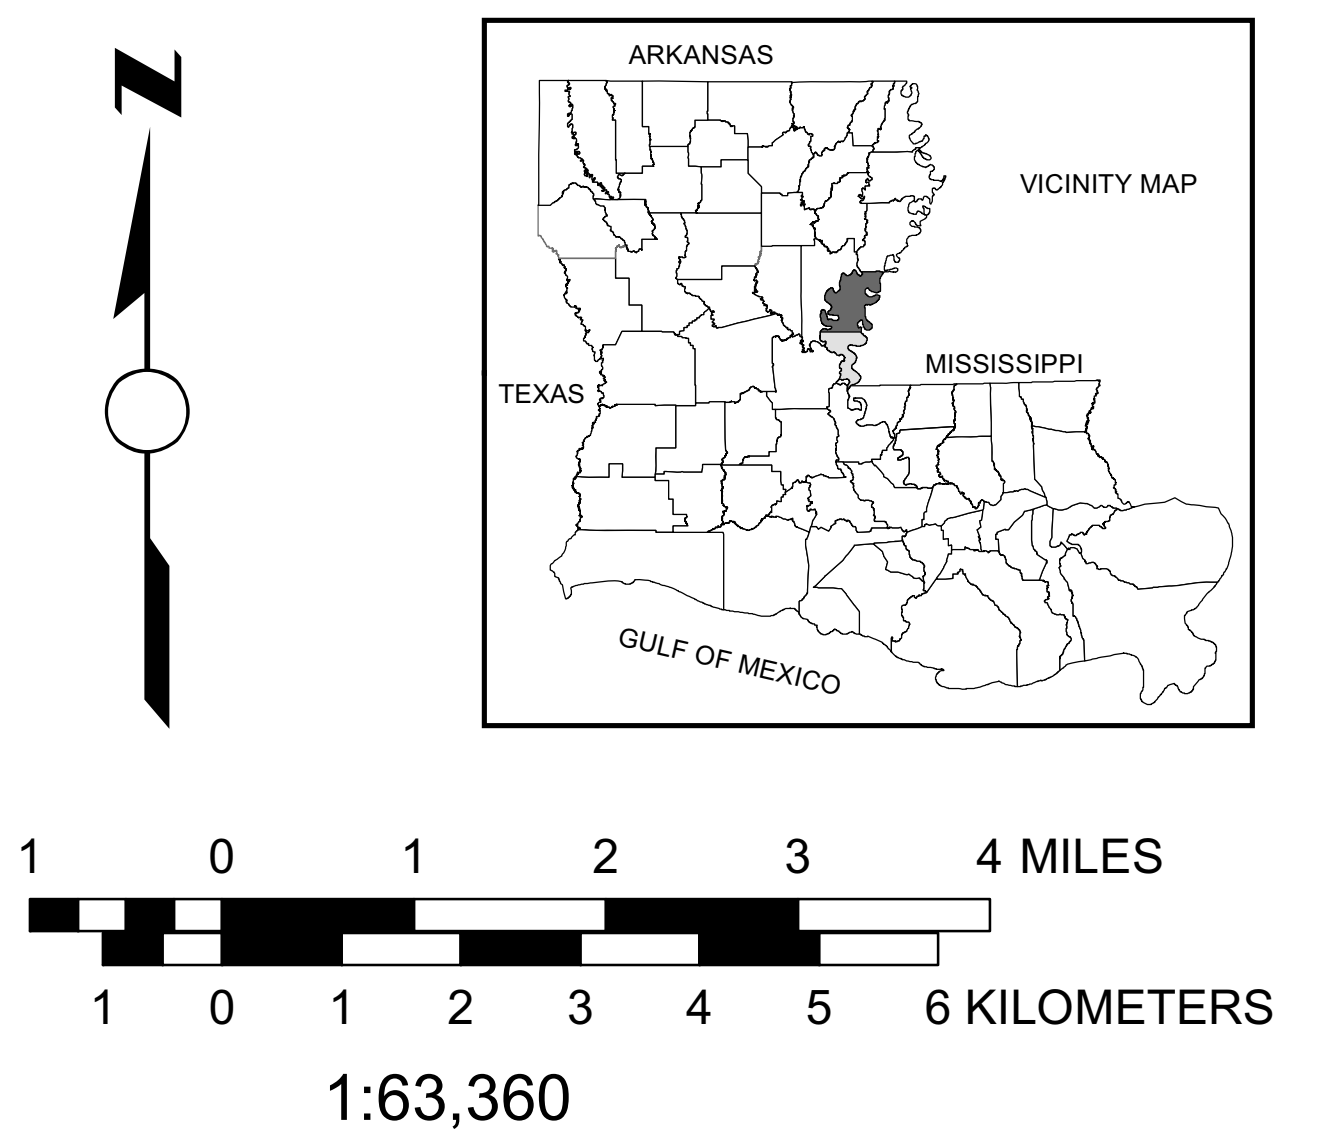 N
ARKANSAS
VICINITY MAP
MISSISSIPPI
TEXAS
GULF OF MEXICO
1 0 1 2 3 4 MILES
1 0 1 2 3 4 5 6 KILOMETERS
1:63,360